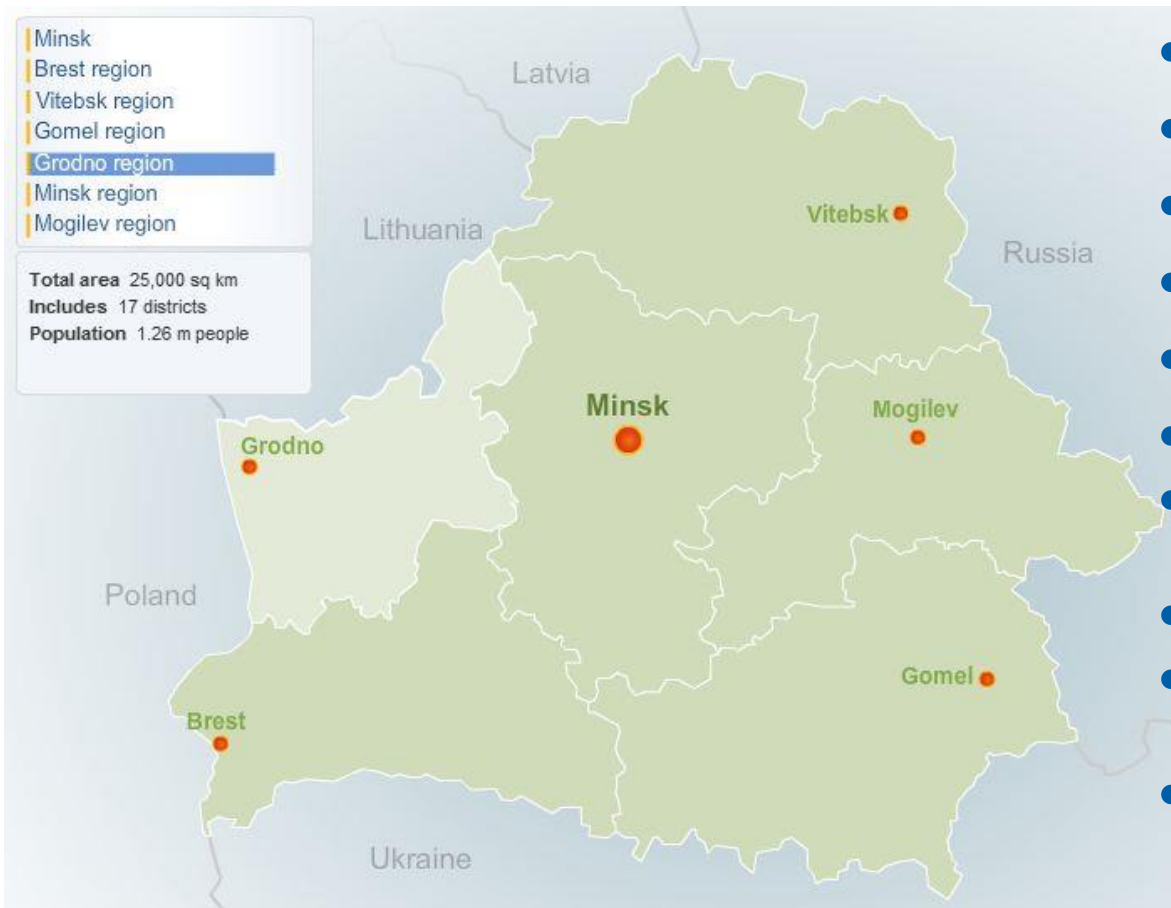 Minsk
Brest region
Vitebsk region
Gomel region
Grodno region
Minsk region
Mogilev region
Total area 25,000 sq km
Includes 17 districts
Population 1.26 m people
Latvia
Lithuania
Vitebsk
Russia
Minsk
Mogilev
Grodno
Poland
Gomel
Brest
Ukraine